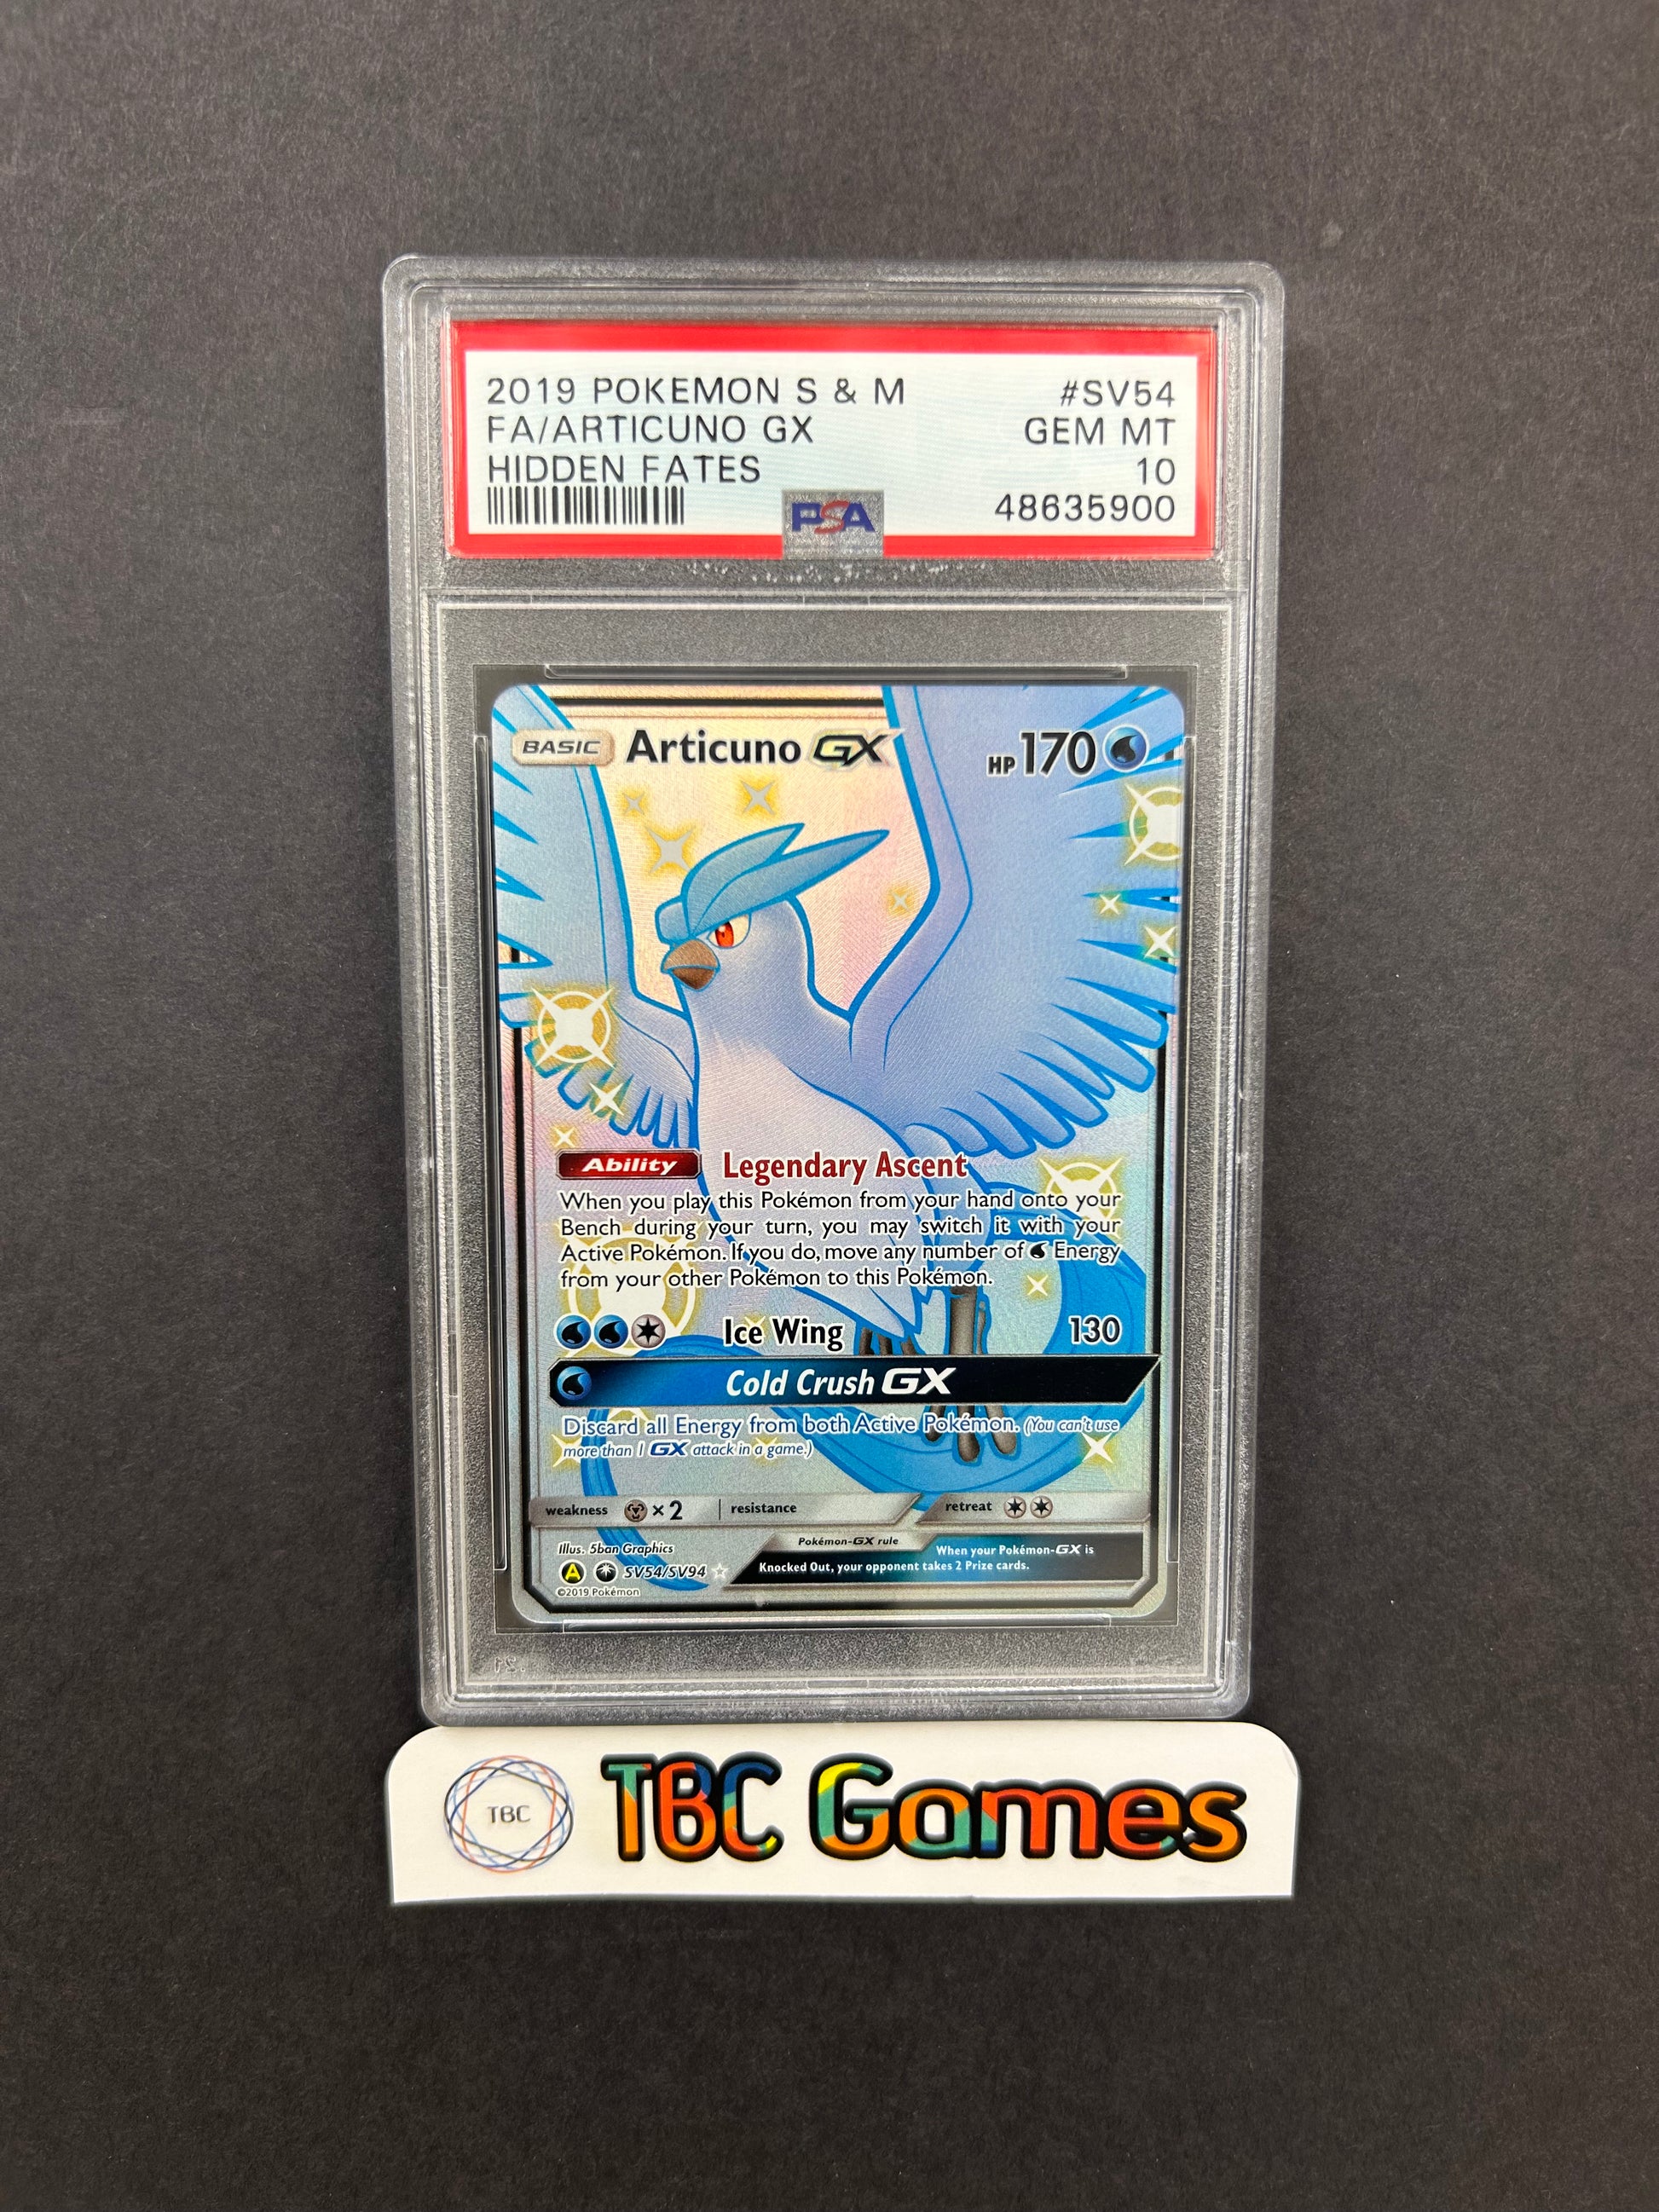 2019 POKEMON S & M #SV54
FA/ARTICUNO GX GEM MT
HIDDEN FATES 10
PSA 48635900
BASIC Articuno GX HP 170
Ability Legendary Ascent
When you play this Pokémon from your hand onto your
Bench during your turn, you may switch it with your
Active Pokémon. If you do, move any number of Energy
from your other Pokémon to this Pokémon.
Ice Wing 130
Cold Crush GX
Discard all Energy from both Active Pokémon. (You can't use
more than 1 GX attack in a game.)
weakness ×2 resistance retreat
Illus. 5ban Graphics
Pokémon-GX rule When your Pokémon-GX is
Knocked Out, your opponent takes 2 Prize cards.
A SV54/SV94
©2019 Pokémon
TBC TBC Games